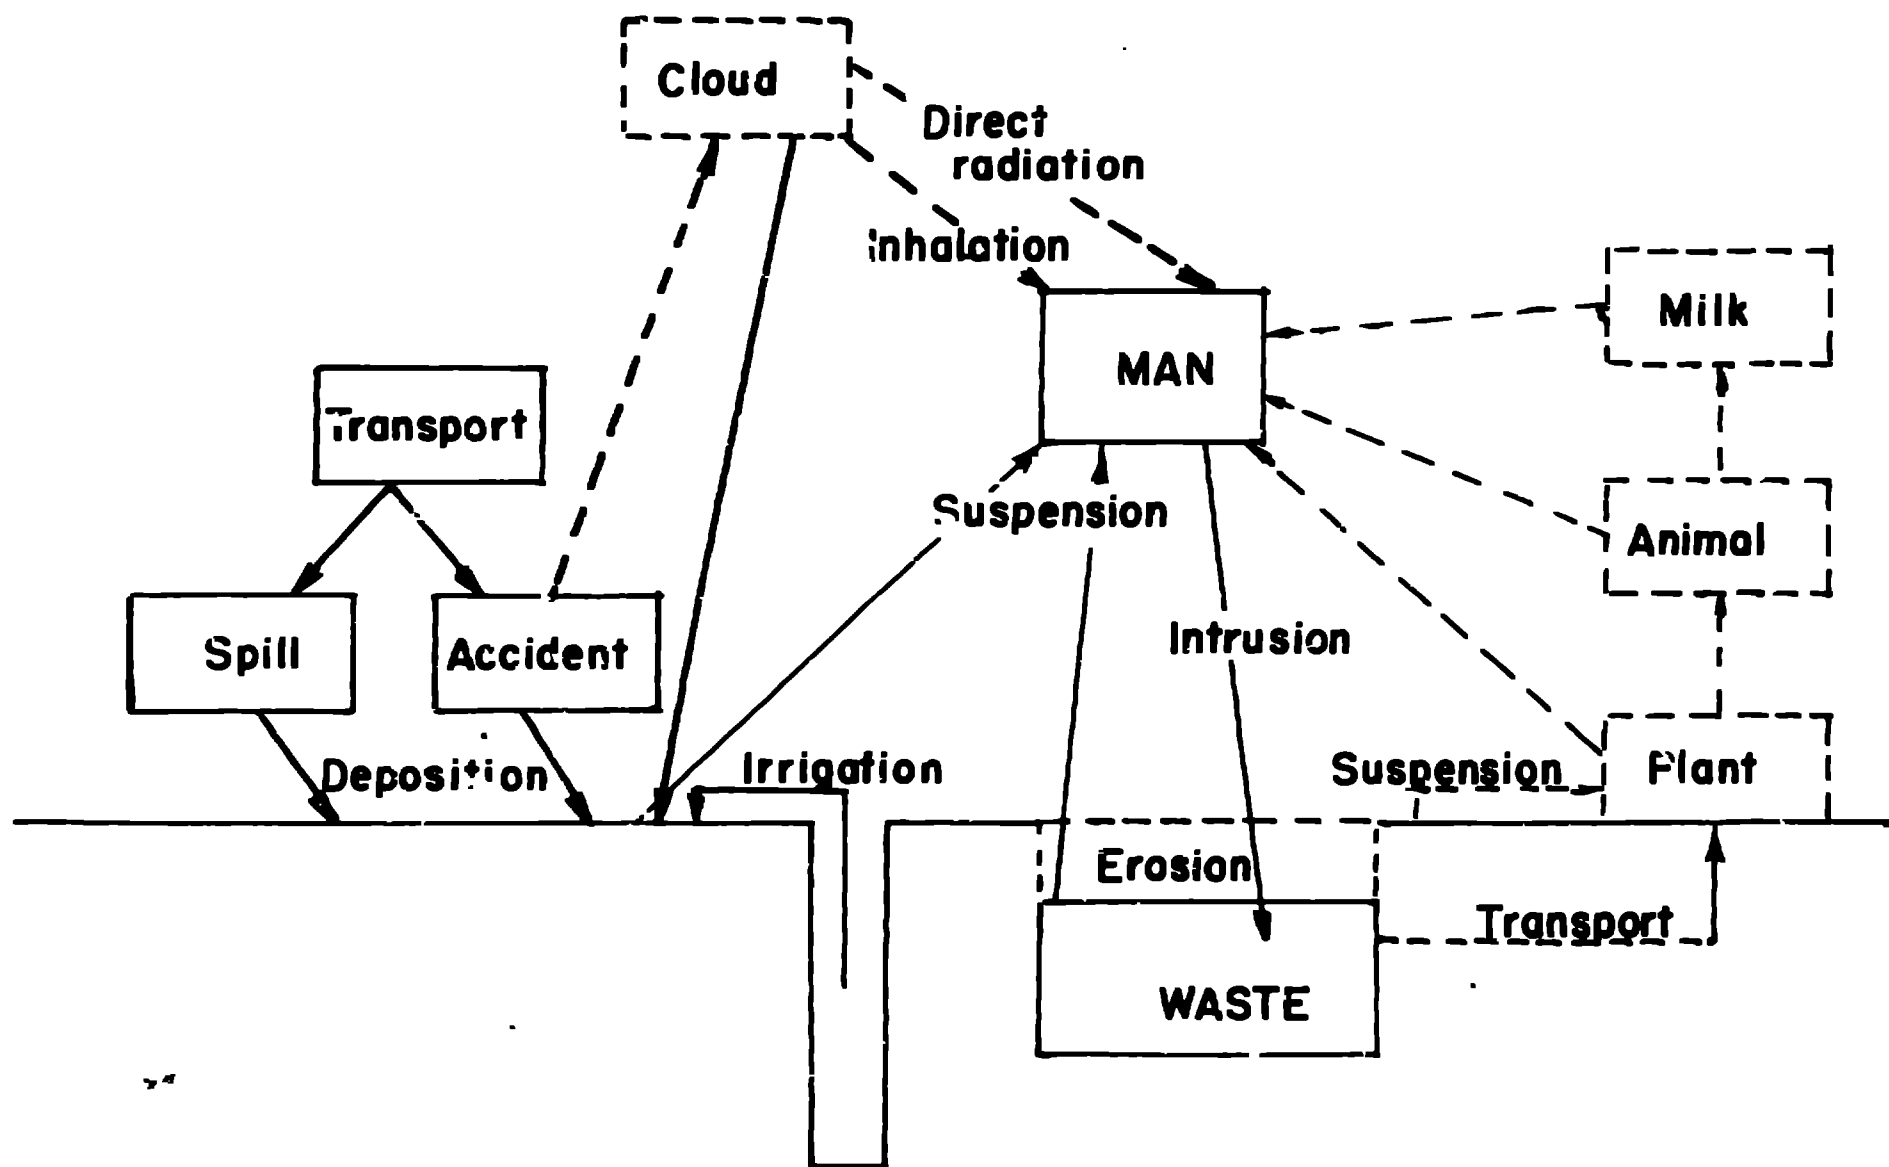 Cloud
Direct
radiation
Inhalation
Milk
MAN
Transport
Suspension
Animal
Spill
Accident
Intrusion
Deposition
Irrigation
Suspension
Plant
Erosion
Transport
WASTE